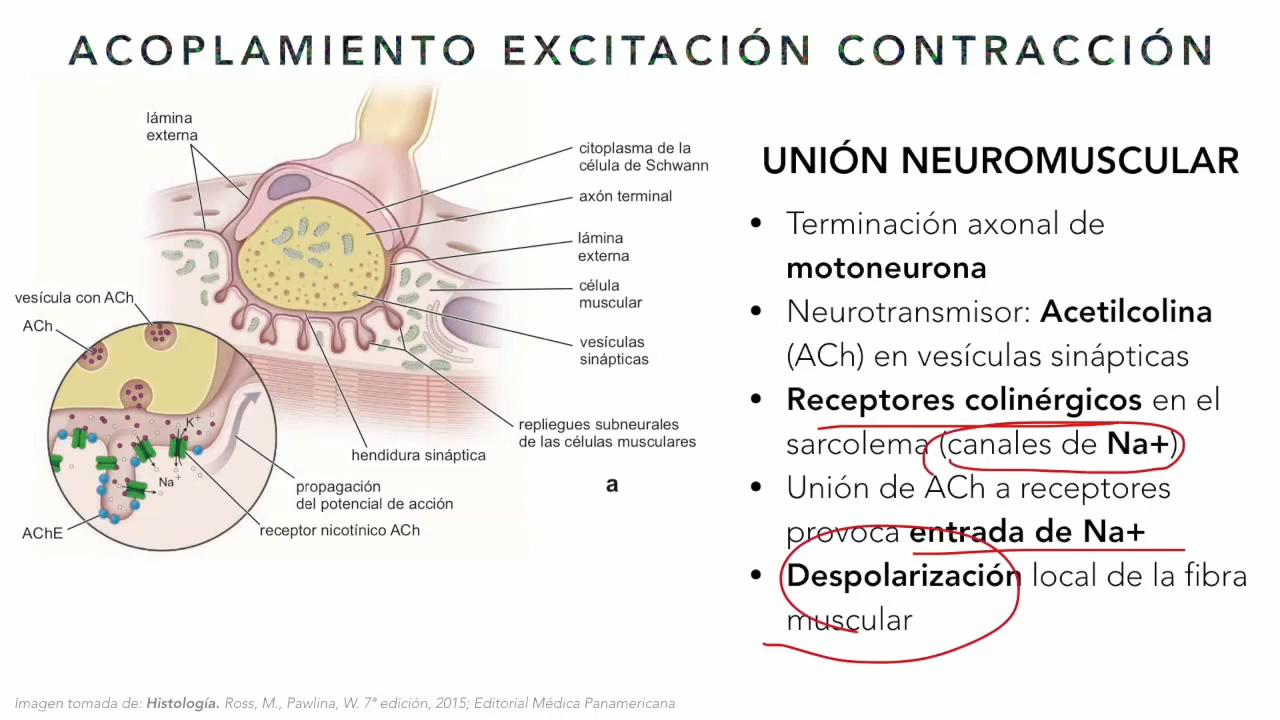 ACOPLAMIENTO EXCITACIÓN CONTRACCIÓN
lámina
externa
citoplasma de la
célula de Schwann
axón terminal
lámina
externa
célula
muscular
vesículas
sinápticas
repliegues subneurales
de las células musculares
hendidura sináptica
a
vesícula con ACh
ACh
K+
Na+
propagación
del potencial de acción
receptor nicotínico ACh
AChE
UNIÓN NEUROMUSCULAR
• Terminación axonal de
motoneurona
• Neurotransmisor: Acetilcolina
(ACh) en vesículas sinápticas
• Receptores colinérgicos en el
sarcolema (canales de Na+)
• Unión de ACh a receptores
provoca entrada de Na+
• Despolarización local de la fibra
muscular
Imagen tomada de: Histología. Ross, M., Pawlina, W. 7ª edición, 2015; Editorial Médica Panamericana